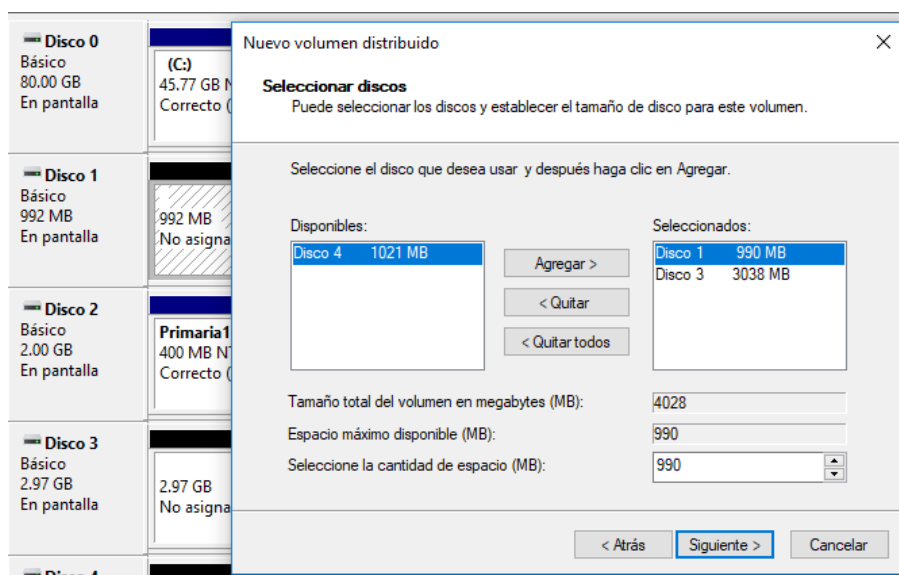 Disco 0
Básico
80.00 GB
En pantalla
(C:)
45.77 GB N
Correcto (
Disco 1
Básico
992 MB
En pantalla
992 MB
No asigna
Disco 2
Básico
2.00 GB
En pantalla
Primaria1
400 MB NT
Correcto (
Disco 3
Básico
2.97 GB
En pantalla
2.97 GB
No asigna
Nuevo volumen distribuido
Seleccionar discos
Puede seleccionar los discos y establecer el tamaño de disco para este volumen.
Seleccione el disco que desea usar y después haga clic en Agregar.
Disponibles:
Disco 4 1021 MB
Agregar >
< Quitar
< Quitar todos
Seleccionados:
Disco 1 990 MB
Disco 3 3038 MB
Tamaño total del volumen en megabytes (MB): 4028
Espacio máximo disponible (MB): 990
Seleccione la cantidad de espacio (MB): 990
< Atrás Siguiente > Cancelar